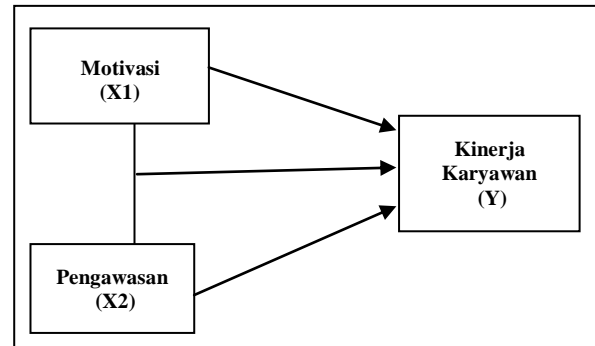 Motivasi
(X1)
Kinerja
Karyawan
(Y)
Pengawasan
(X2)